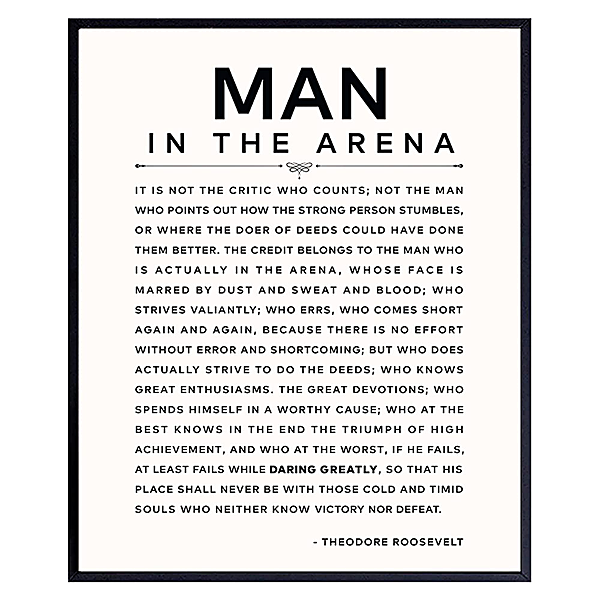 MAN
IN THE ARENA
IT IS NOT THE CRITIC WHO COUNTS; NOT THE MAN
WHO POINTS OUT HOW THE STRONG PERSON STUMBLES,
OR WHERE THE DOER OF DEEDS COULD HAVE DONE
THEM BETTER. THE CREDIT BELONGS TO THE MAN WHO
IS ACTUALLY IN THE ARENA, WHOSE FACE IS
MARRED BY DUST AND SWEAT AND BLOOD; WHO
STRIVES VALIANTLY; WHO ERRS, WHO COMES SHORT
AGAIN AND AGAIN, BECAUSE THERE IS NO EFFORT
WITHOUT ERROR AND SHORTCOMING; BUT WHO DOES
ACTUALLY STRIVE TO DO THE DEEDS; WHO KNOWS
GREAT ENTHUSIASMS. THE GREAT DEVOTIONS; WHO
SPENDS HIMSELF IN A WORTHY CAUSE; WHO AT THE
BEST KNOWS IN THE END THE TRIUMPH OF HIGH
ACHIEVEMENT, AND WHO AT THE WORST, IF HE FAILS,
AT LEAST FAILS WHILE DARING GREATLY, SO THAT HIS
PLACE SHALL NEVER BE WITH THOSE COLD AND TIMID
SOULS WHO NEITHER KNOW VICTORY NOR DEFEAT.
- THEODORE ROOSEVELT